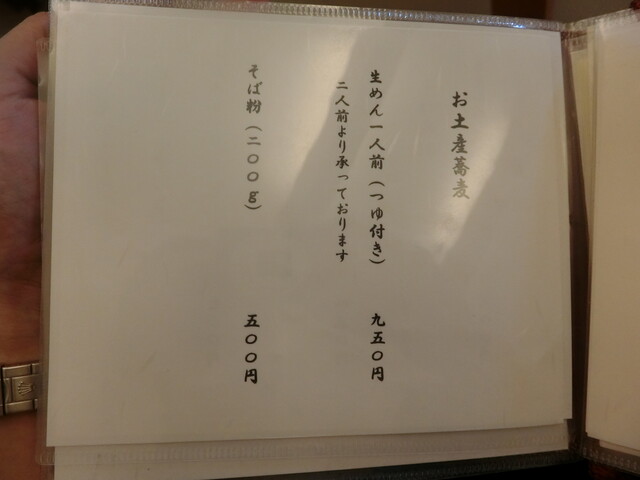 お土産蕎麦
生めん一人前(つゆ付き) 九五〇円
二人前より承っております
そば粉(二〇〇g) 五〇〇円